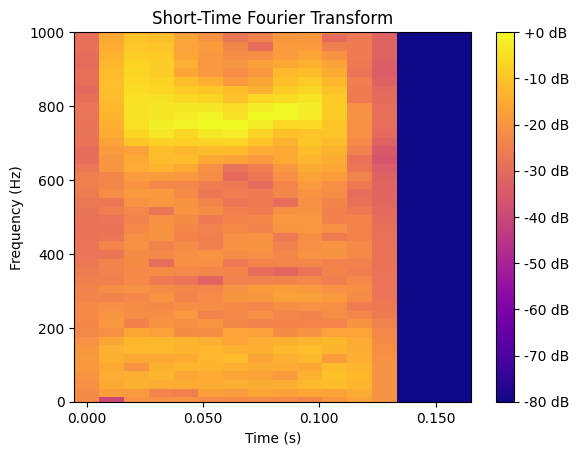 Short-Time Fourier Transform
1000
800
600
400
200
0
Frequency (Hz)
0.000
0.050
0.100
0.150
Time (s)
+0 dB
-10 dB
-20 dB
-30 dB
-40 dB
-50 dB
-60 dB
-70 dB
-80 dB